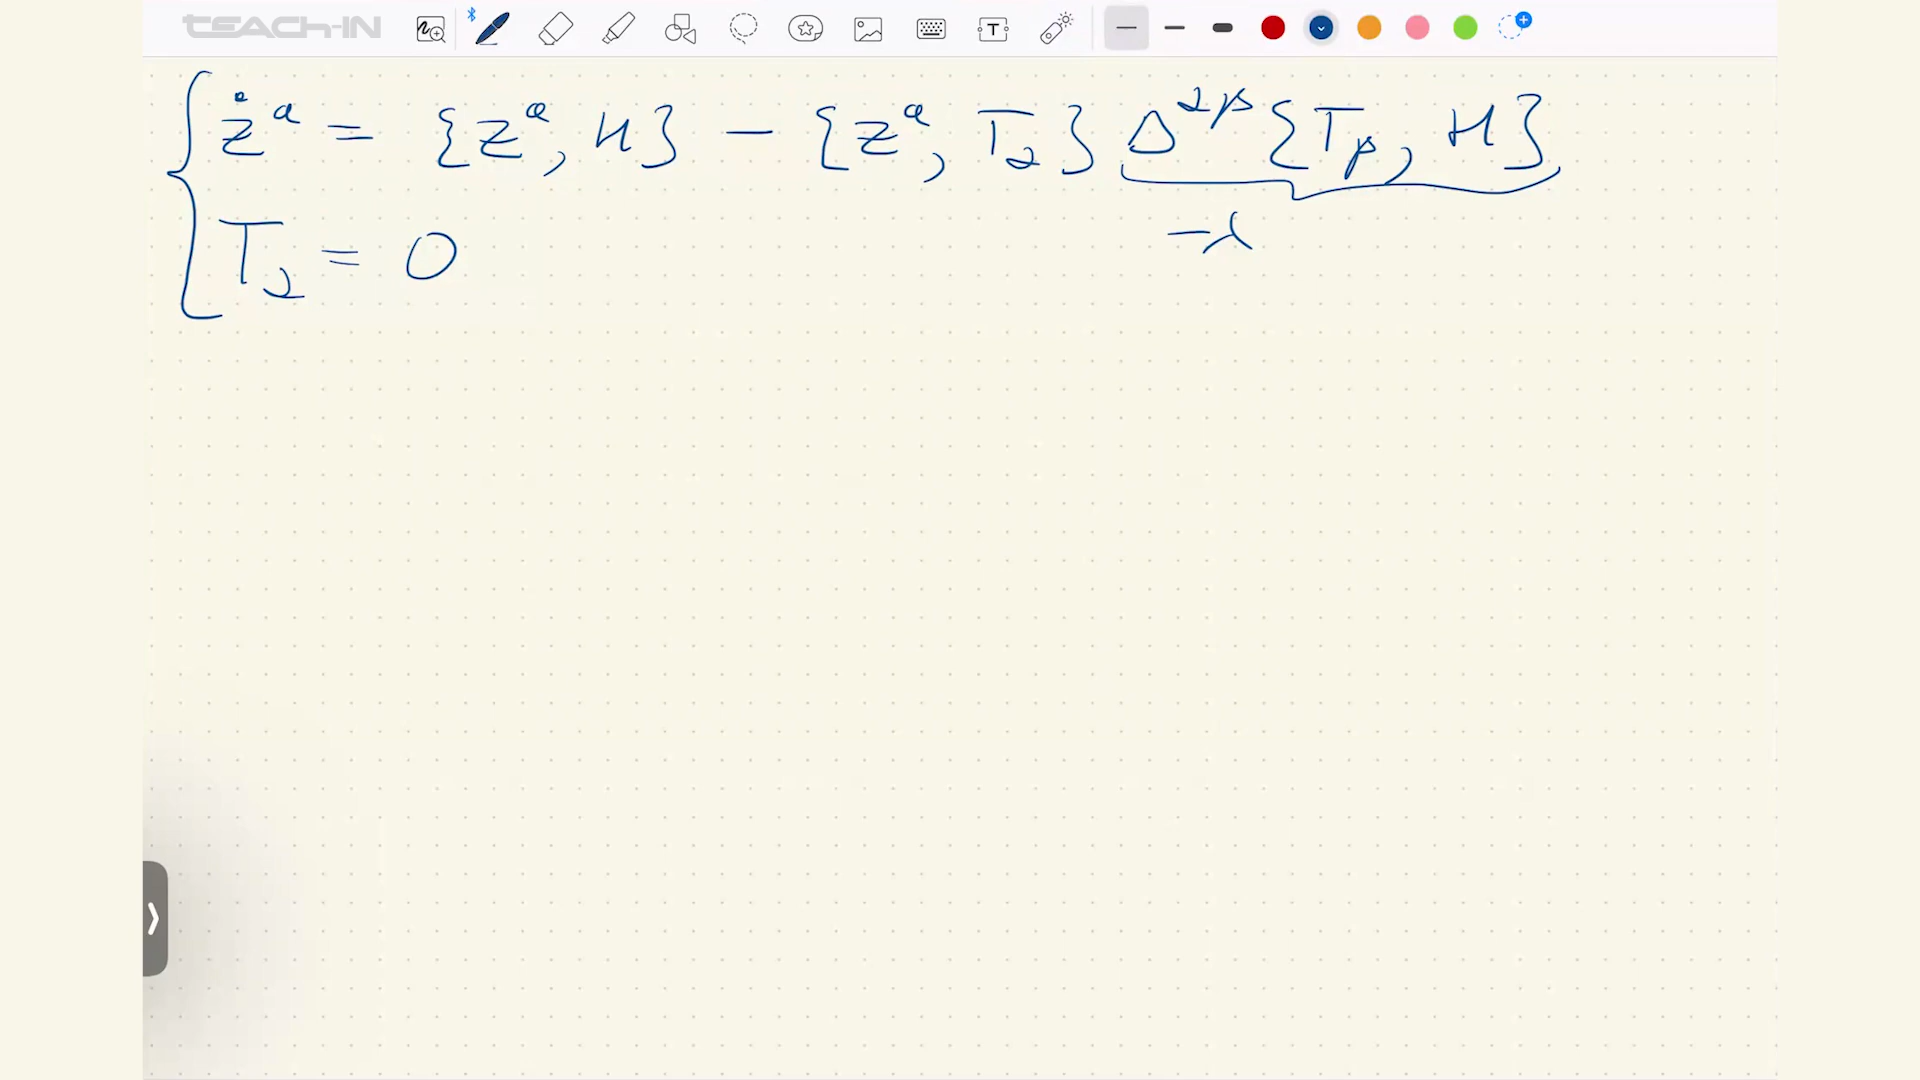 teach-in
ż^a = {z^a, H} − {z^a, T_α} Δ^{αβ} {T_β, H}
−λ
T_α = 0